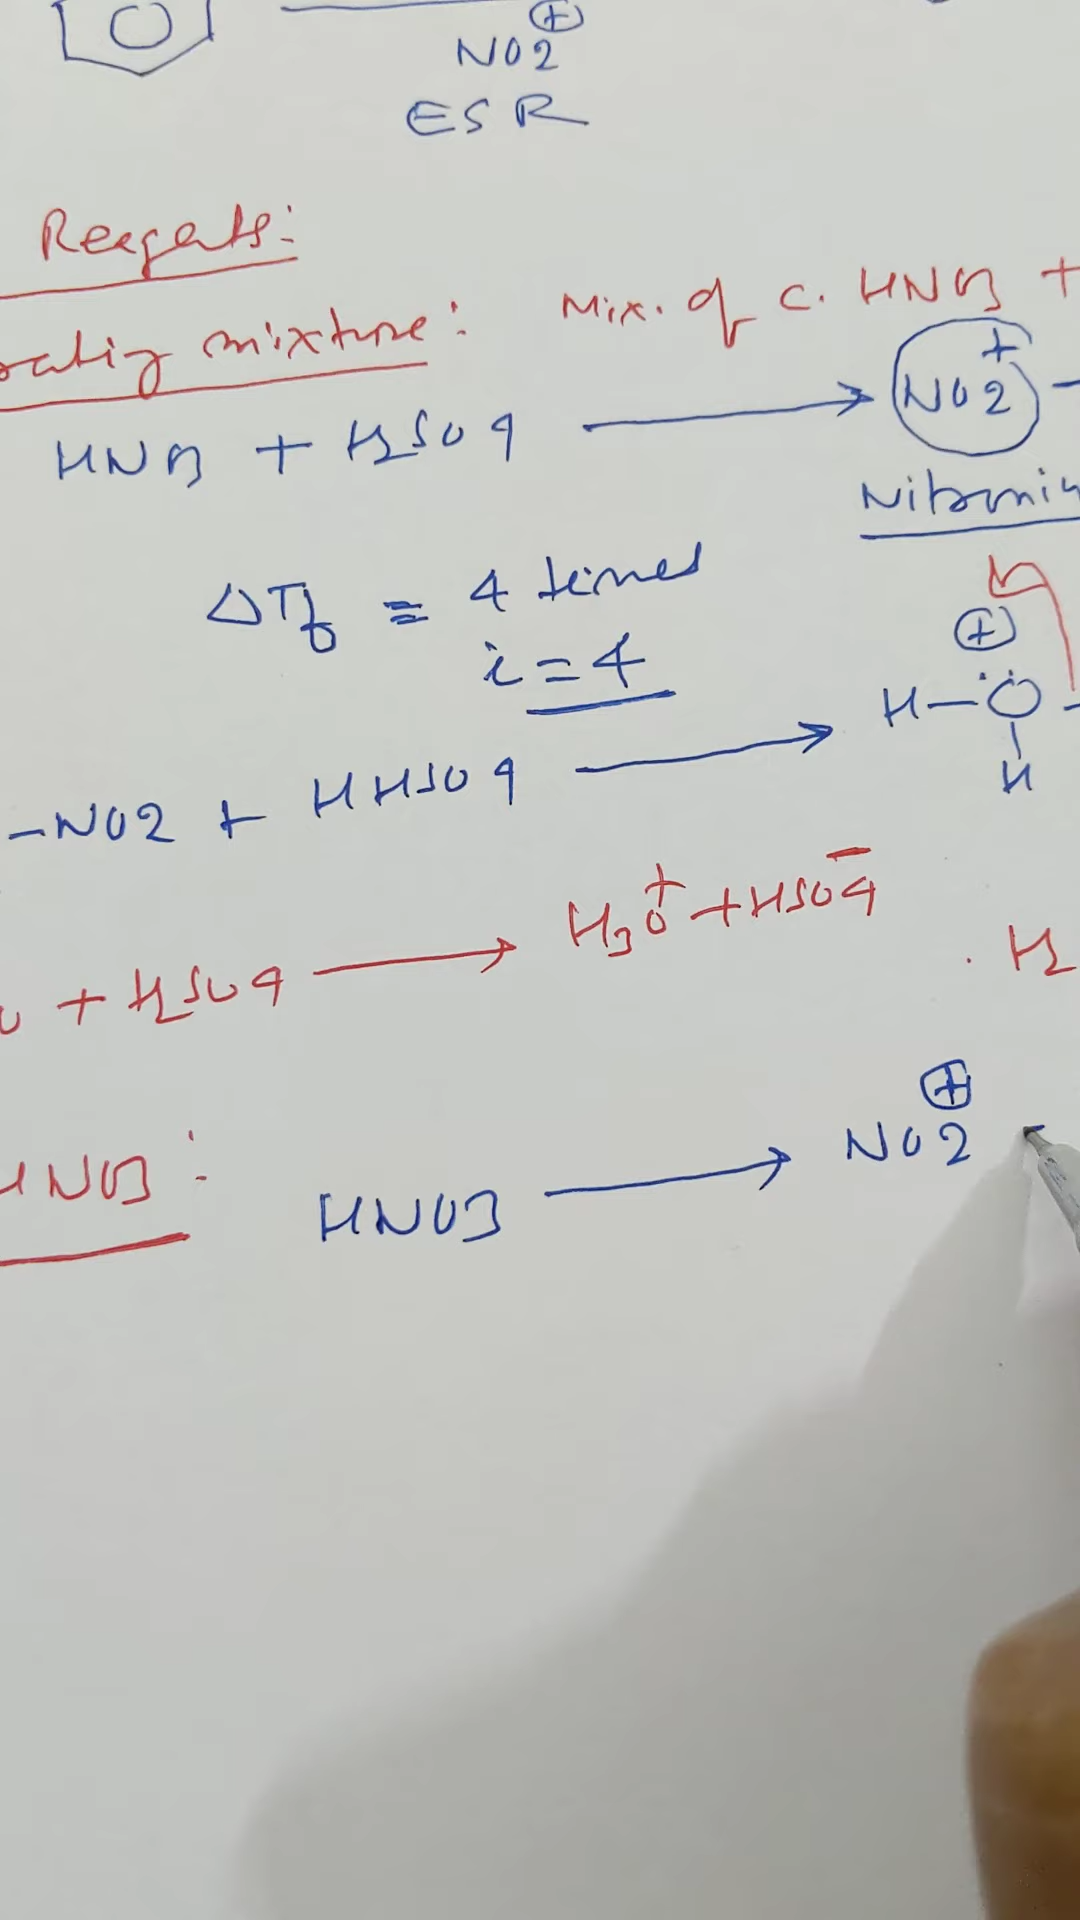 NO2 ⊕
ESR
Reagents:
mixture: Mix. of C. HNO3 +
HNO3 + H2SO4 ⟶ NO2 +
ΔTf = 4 times
i = 4
H–Ö ⊕
H
–NO2 + HHSO4 ⟶
+ H2SO4 ⟶ H3O+ + HSO4– . H2
HNO3 : HNO3 ⟶ NO2 ⊕